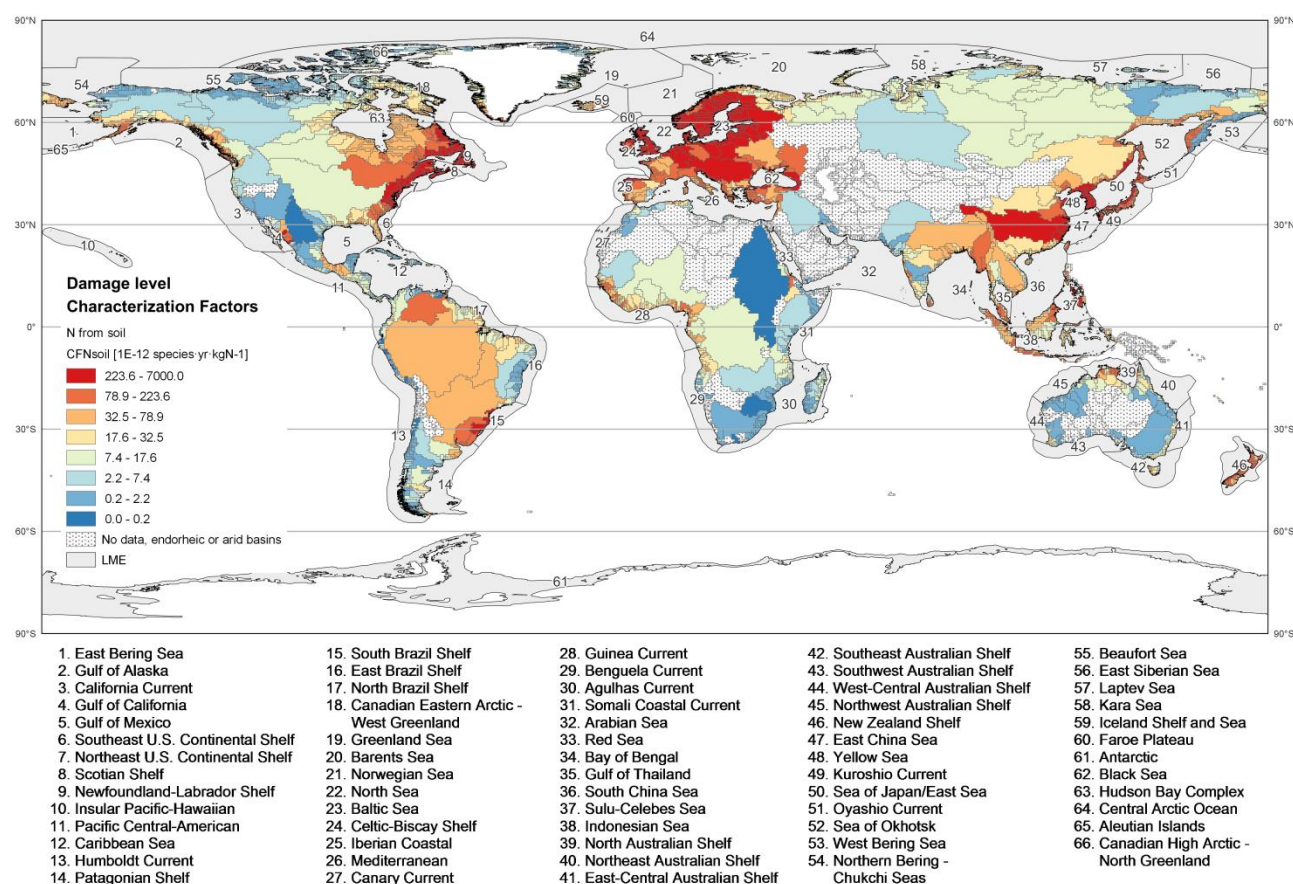 90°N
90°N
64
66
54
55
19
20
58
57
56
18
21
59
60°N
60°N
1
63
60
22
23
52
53
65
2
24
9
8
51
62
50
25
7
48
3
26
49
30°N
6
47
30°N
4
5
27
33
10
12
32
36
11
34
37
17
28
35
0°
31
38
0°
16
39
45
40
29
30
30°S
15
44
30°S
13
43
41
14
42
46
60°S
60°S
61
90°S
90°S
Damage level
Characterization Factors
N from soil
CFNsoil [1E-12 species·yr·kgN-1]
223.6 - 7000.0
78.9 - 223.6
32.5 - 78.9
17.6 - 32.5
7.4 - 17.6
2.2 - 7.4
0.2 - 2.2
0.0 - 0.2
No data, endorheic or arid basins
LME
1. East Bering Sea
2. Gulf of Alaska
3. California Current
4. Gulf of California
5. Gulf of Mexico
6. Southeast U.S. Continental Shelf
7. Northeast U.S. Continental Shelf
8. Scotian Shelf
9. Newfoundland-Labrador Shelf
10. Insular Pacific-Hawaiian
11. Pacific Central-American
12. Caribbean Sea
13. Humboldt Current
14. Patagonian Shelf
15. South Brazil Shelf
16. East Brazil Shelf
17. North Brazil Shelf
18. Canadian Eastern Arctic -
West Greenland
19. Greenland Sea
20. Barents Sea
21. Norwegian Sea
22. North Sea
23. Baltic Sea
24. Celtic-Biscay Shelf
25. Iberian Coastal
26. Mediterranean
27. Canary Current
28. Guinea Current
29. Benguela Current
30. Agulhas Current
31. Somali Coastal Current
32. Arabian Sea
33. Red Sea
34. Bay of Bengal
35. Gulf of Thailand
36. South China Sea
37. Sulu-Celebes Sea
38. Indonesian Sea
39. North Australian Shelf
40. Northeast Australian Shelf
41. East-Central Australian Shelf
42. Southeast Australian Shelf
43. Southwest Australian Shelf
44. West-Central Australian Shelf
45. Northwest Australian Shelf
46. New Zealand Shelf
47. East China Sea
48. Yellow Sea
49. Kuroshio Current
50. Sea of Japan/East Sea
51. Oyashio Current
52. Sea of Okhotsk
53. West Bering Sea
54. Northern Bering -
Chukchi Seas
55. Beaufort Sea
56. East Siberian Sea
57. Laptev Sea
58. Kara Sea
59. Iceland Shelf and Sea
60. Faroe Plateau
61. Antarctic
62. Black Sea
63. Hudson Bay Complex
64. Central Arctic Ocean
65. Aleutian Islands
66. Canadian High Arctic -
North Greenland